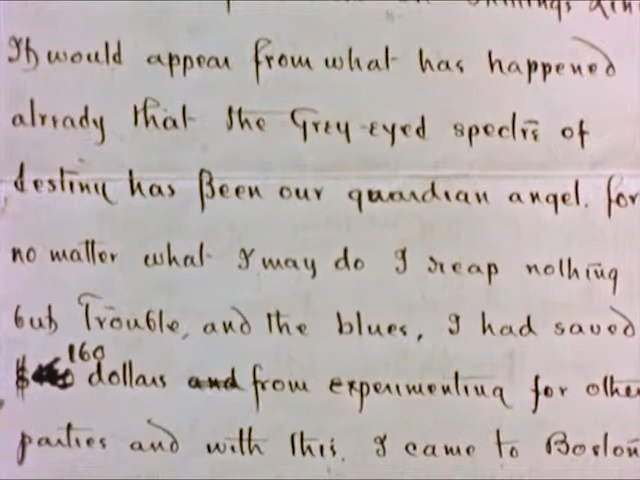 It would appear from what has happened
already that the Grey-eyed spectre of
destiny has Been our guardian angel. for
no matter what I may do I reap nothing
but Trouble, and the blues, I had saved
160
dollars and from experimenting for other
parties and with this. I came to Boston